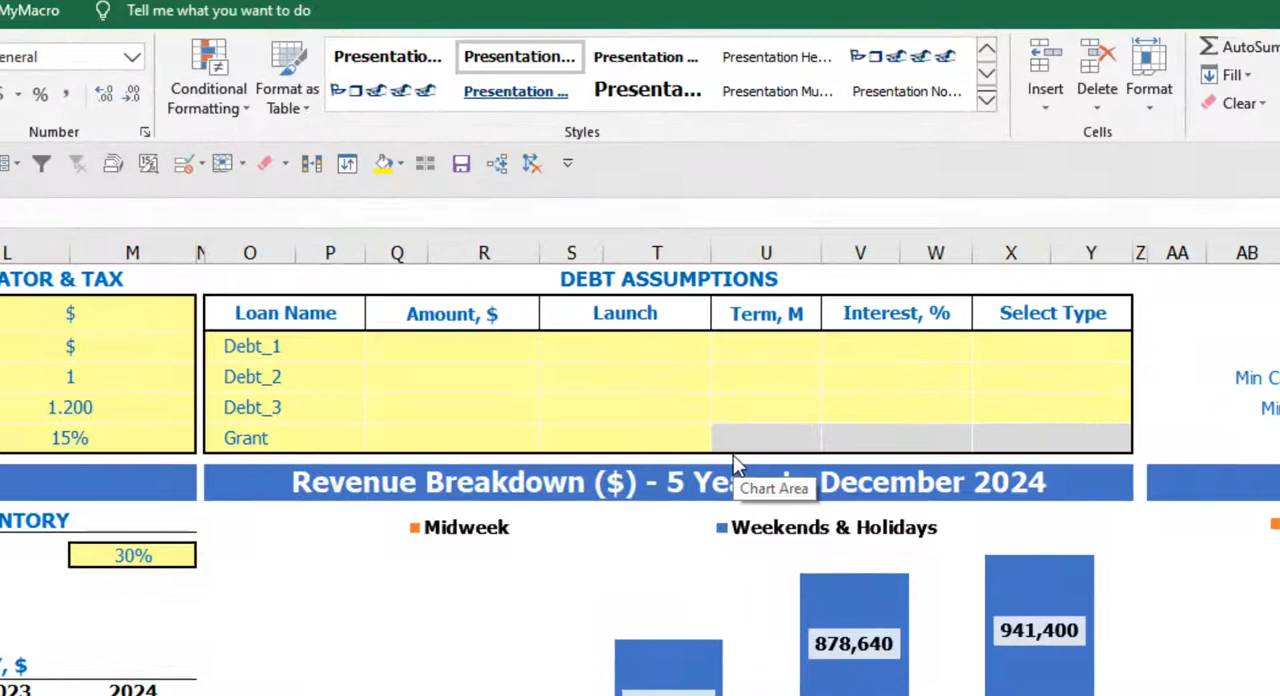 MyMacro Tell me what you want to do
eneral
Presentatio... Presentation... Presentation ... Presentation He...
Presentation ... Presenta... Presentation Mu... Presentation No...
Conditional Formatting
Format as Table
Insert Delete Format
AutoSum
Fill
Clear
% ,
Number Styles Cells
L M N O P Q R S T U V W X Y Z AA AB
ATOR & TAX DEBT ASSUMPTIONS
$ Loan Name Amount, $ Launch Term, M Interest, % Select Type
$ Debt_1
1 Debt_2 Min C
1.200 Debt_3
15% Grant
Revenue Breakdown ($) - 5 Ye December 2024
Chart Area
NTORY
Midweek Weekends & Holidays
30%
878,640 941,400
, $
023 2024